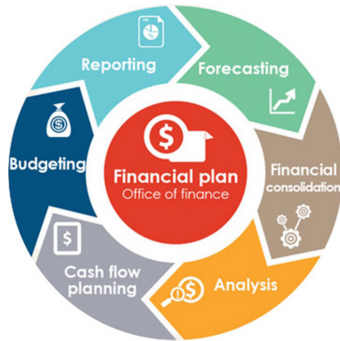 Reporting
Forecasting
Budgeting
Financial plan
Office of finance
Financial
consolidation
Cash flow
planning
Analysis
$
$
$
$